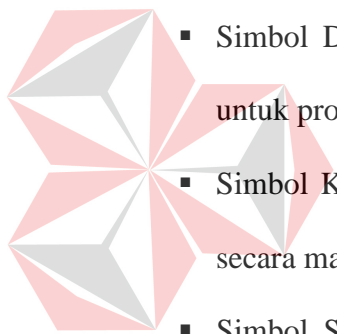 ▪ Simbol D
untuk pro
▪ Simbol K
secara ma
▪ Simbol S